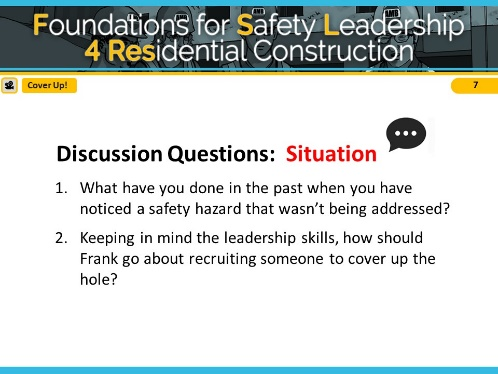 Foundations for Safety Leadership
4 Residential Construction
Cover Up!
7
Discussion Questions: Situation
1. What have you done in the past when you have
noticed a safety hazard that wasn't being addressed?
2. Keeping in mind the leadership skills, how should
Frank go about recruiting someone to cover up the
hole?